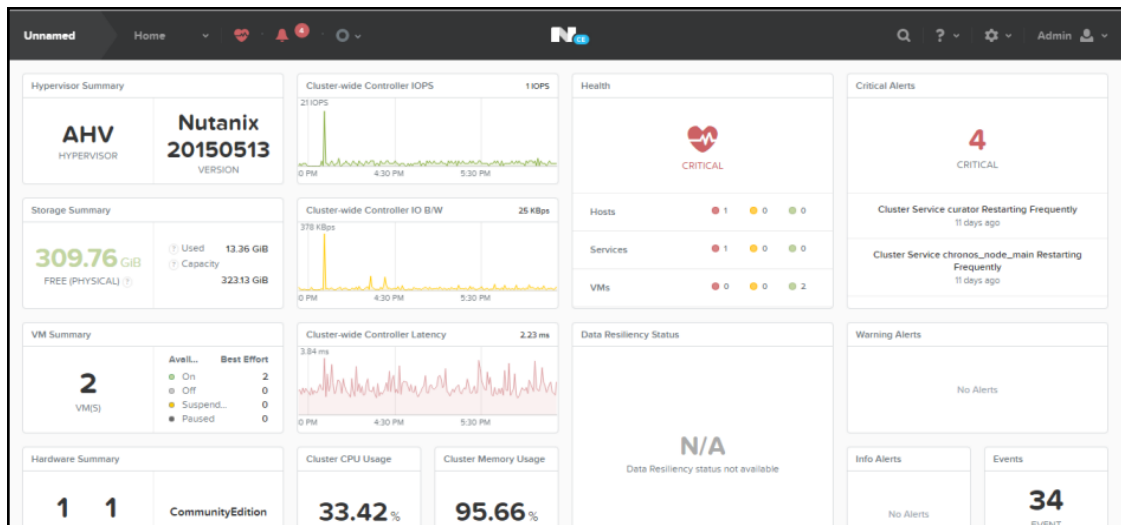 Unnamed Home 4 ? Admin
N CE
Hypervisor Summary
AHV
HYPERVISOR
Nutanix
20150513
VERSION
Cluster-wide Controller IOPS 1 IOPS
21 IOPS
0 PM 4:30 PM 5:30 PM
Health
CRITICAL
Hosts 1 0 0
Services 1 0 0
VMs 0 0 2
Critical Alerts
4
CRITICAL
Cluster Service curator Restarting Frequently
11 days ago
Cluster Service chronos_node_main Restarting
Frequently
11 days ago
Storage Summary
309.76 GiB
FREE (PHYSICAL) ?
? Used 13.36 GiB
? Capacity
323.13 GiB
Cluster-wide Controller IO B/W 25 KBps
378 KBps
0 PM 4:30 PM 5:30 PM
VM Summary
2
VM(S)
Avail... Best Effort
On 2
Off 0
Suspend... 0
Paused 0
Cluster-wide Controller Latency 2.23 ms
3.84 ms
0 PM 4:30 PM 5:30 PM
Data Resiliency Status
N/A
Data Resiliency status not available
Warning Alerts
No Alerts
Hardware Summary
1 1 CommunityEdition
Cluster CPU Usage
33.42 %
Cluster Memory Usage
95.66 %
Info Alerts
No Alerts
Events
34
EVENT